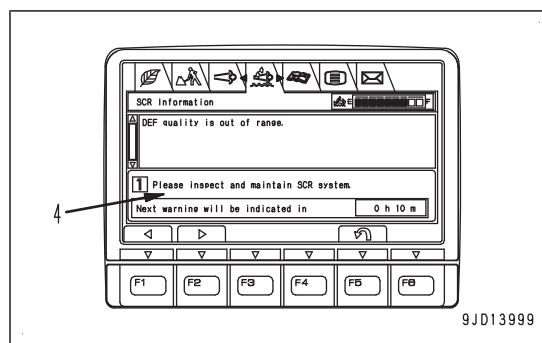 SCR Information
E F
DEF quality is out of range.
1 Please inspect and maintain SCR system.
4
Next warning will be indicated in 0 h 10 m
F1 F2 F3 F4 F5 F6
9JD13999